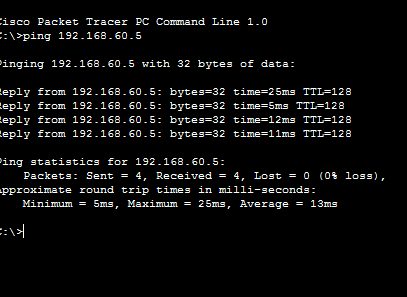 Cisco Packet Tracer PC Command Line 1.0
C:\>ping 192.168.60.5
Pinging 192.168.60.5 with 32 bytes of data:
Reply from 192.168.60.5: bytes=32 time=25ms TTL=128
Reply from 192.168.60.5: bytes=32 time=5ms TTL=128
Reply from 192.168.60.5: bytes=32 time=12ms TTL=128
Reply from 192.168.60.5: bytes=32 time=11ms TTL=128
Ping statistics for 192.168.60.5:
Packets: Sent = 4, Received = 4, Lost = 0 (0% loss),
Approximate round trip times in milli-seconds:
Minimum = 5ms, Maximum = 25ms, Average = 13ms
C:\>